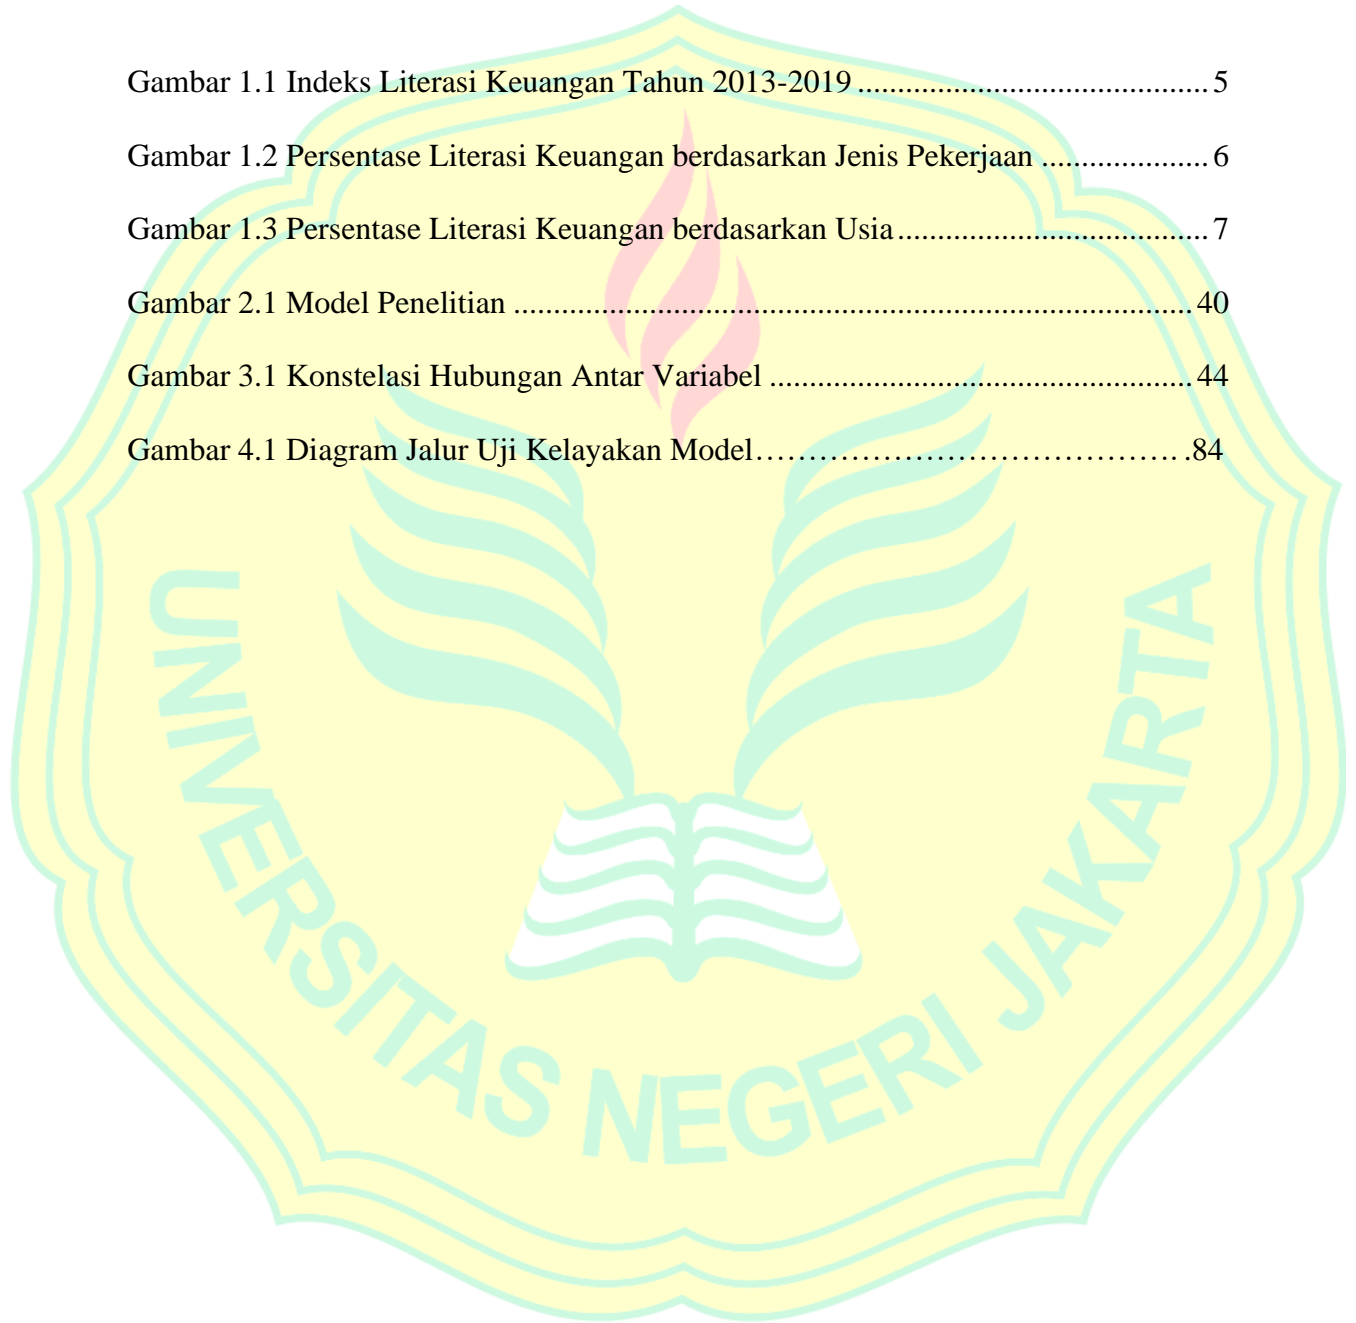 Gambar 1.1 Indeks Literasi Keuangan Tahun 2013-2019 ............................................ 5
Gambar 1.2 Persentase Literasi Keuangan berdasarkan Jenis Pekerjaan ..................... 6
Gambar 1.3 Persentase Literasi Keuangan berdasarkan Usia ....................................... 7
Gambar 2.1 Model Penelitian ..................................................................................... 40
Gambar 3.1 Konstelasi Hubungan Antar Variabel ..................................................... 44
Gambar 4.1 Diagram Jalur Uji Kelayakan Model…………………………………… .84
UNIVERSITAS NEGERI JAKARTA